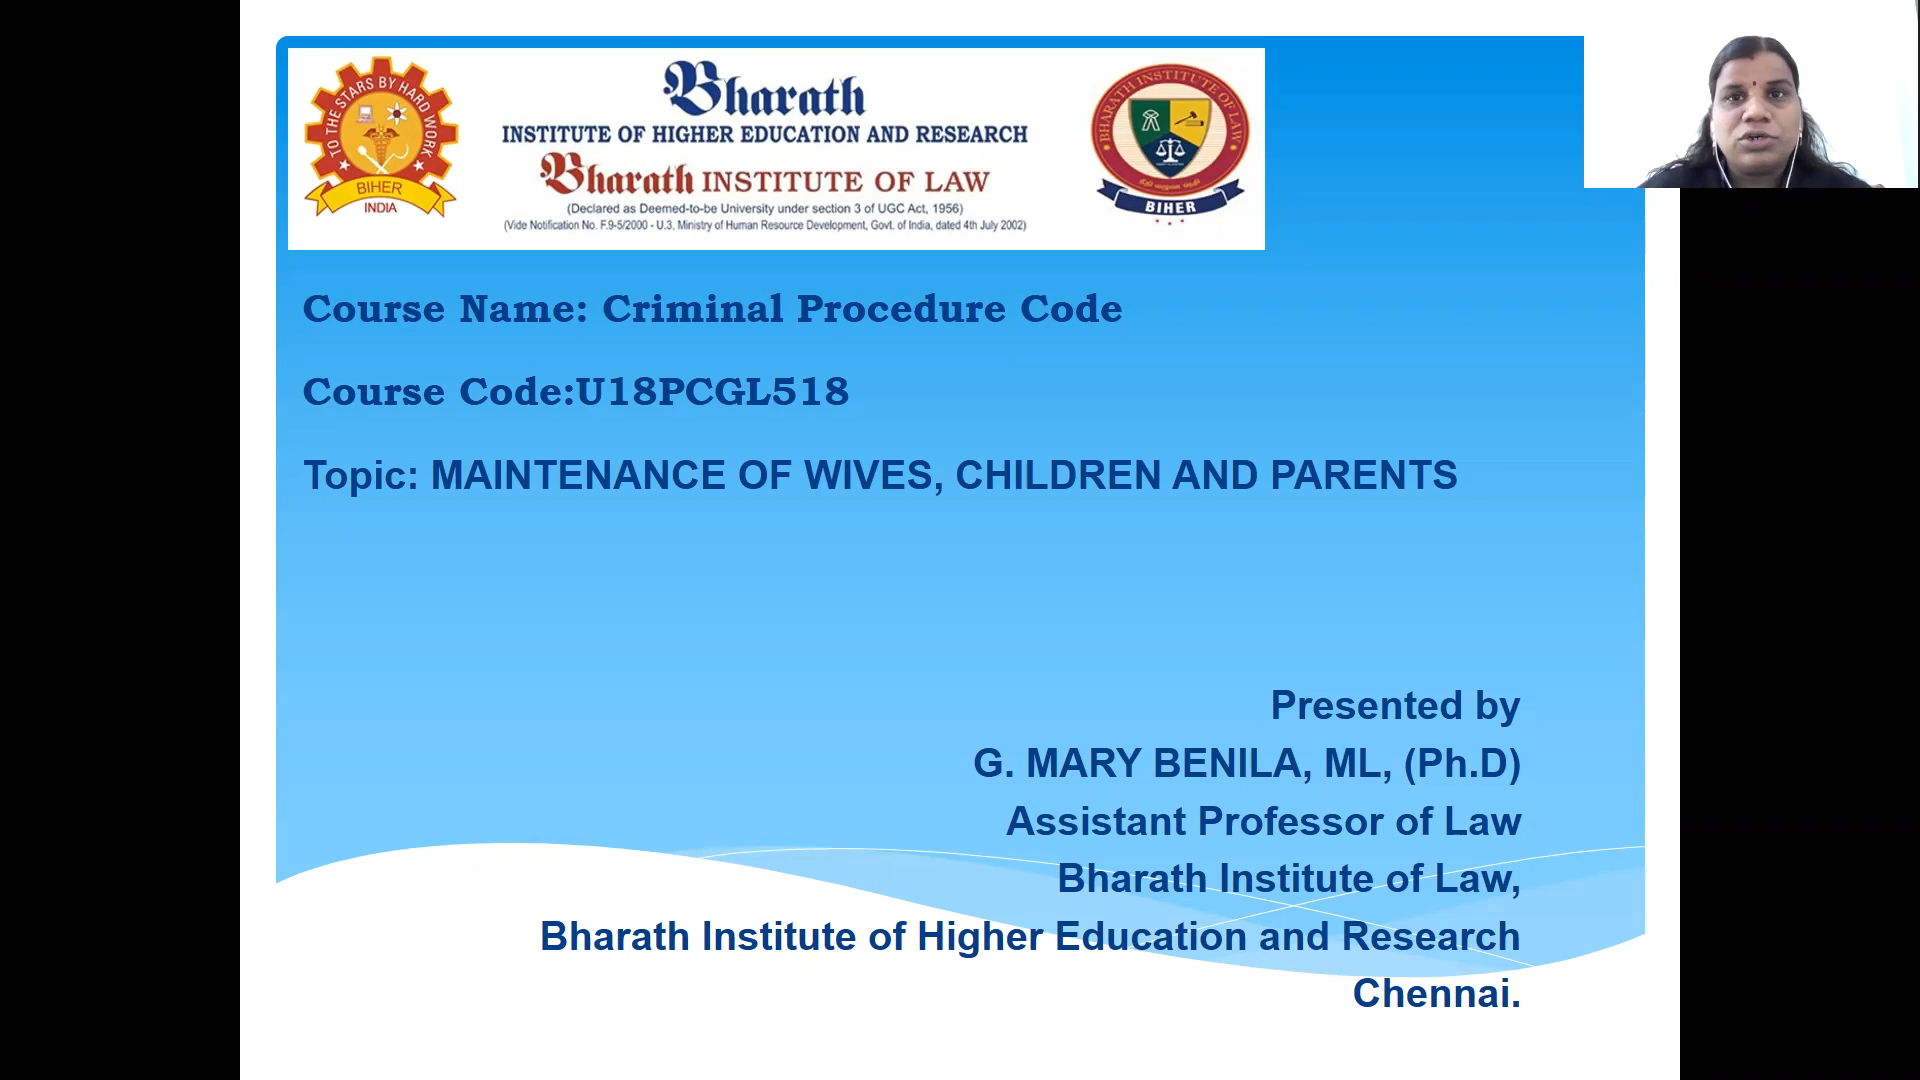 TO THE STARS BY HARD WORK
BIHER
INDIA
Bharath
INSTITUTE OF HIGHER EDUCATION AND RESEARCH
Bharath INSTITUTE OF LAW
(Declared as Deemed-to-be University under section 3 of UGC Act, 1956)
(Vide Notification No. F.9-5/2000 - U.3, Ministry of Human Resource Development, Govt. of India, dated 4th July 2002)
BHARATH INSTITUTE OF LAW
BIHER
Course Name: Criminal Procedure Code
Course Code:U18PCGL518
Topic: MAINTENANCE OF WIVES, CHILDREN AND PARENTS
Presented by
G. MARY BENILA, ML, (Ph.D)
Assistant Professor of Law
Bharath Institute of Law,
Bharath Institute of Higher Education and Research
Chennai.